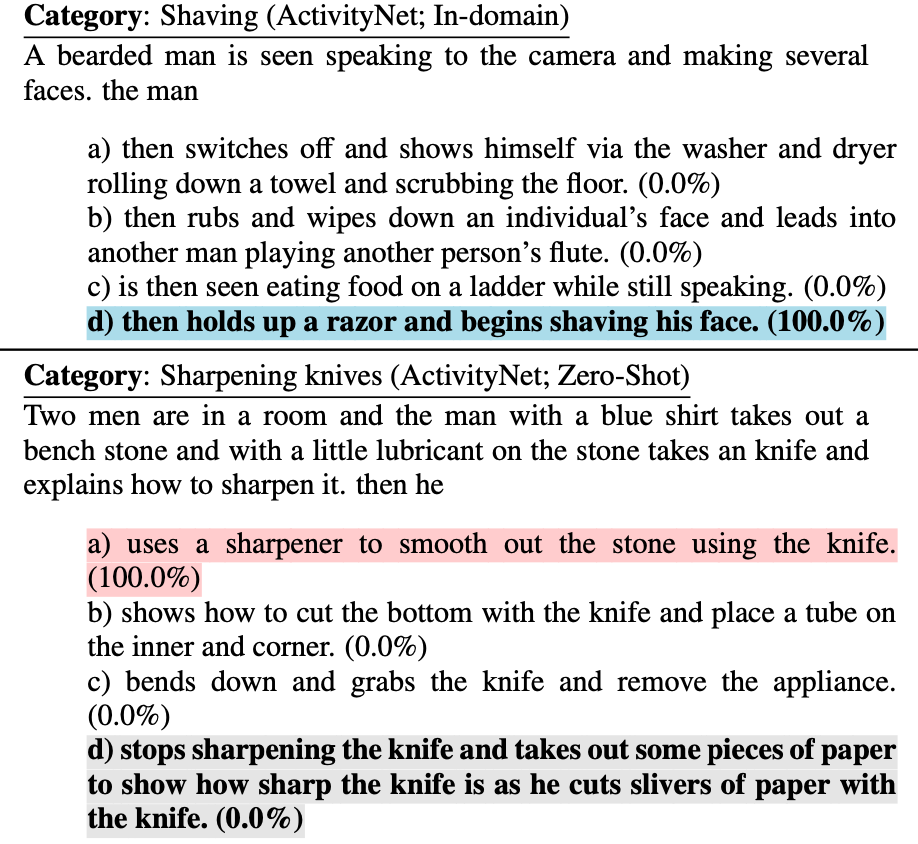 Category: Shaving (ActivityNet; In-domain)
A bearded man is seen speaking to the camera and making several
faces. the man
a) then switches off and shows himself via the washer and dryer
rolling down a towel and scrubbing the floor. (0.0%)
b) then rubs and wipes down an individual’s face and leads into
another man playing another person’s flute. (0.0%)
c) is then seen eating food on a ladder while still speaking. (0.0%)
d) then holds up a razor and begins shaving his face. (100.0%)
Category: Sharpening knives (ActivityNet; Zero-Shot)
Two men are in a room and the man with a blue shirt takes out a
bench stone and with a little lubricant on the stone takes an knife and
explains how to sharpen it. then he
a) uses a sharpener to smooth out the stone using the knife.
(100.0%)
b) shows how to cut the bottom with the knife and place a tube on
the inner and corner. (0.0%)
c) bends down and grabs the knife and remove the appliance.
(0.0%)
d) stops sharpening the knife and takes out some pieces of paper
to show how sharp the knife is as he cuts slivers of paper with
the knife. (0.0%)